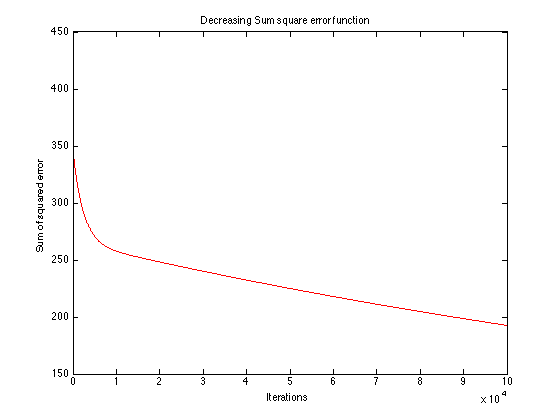 Decreasing Sum square error function
450
400
350
300
250
200
150
Sum of squared error
0 1 2 3 4 5 6 7 8 9 10
Iterations
x 10^4